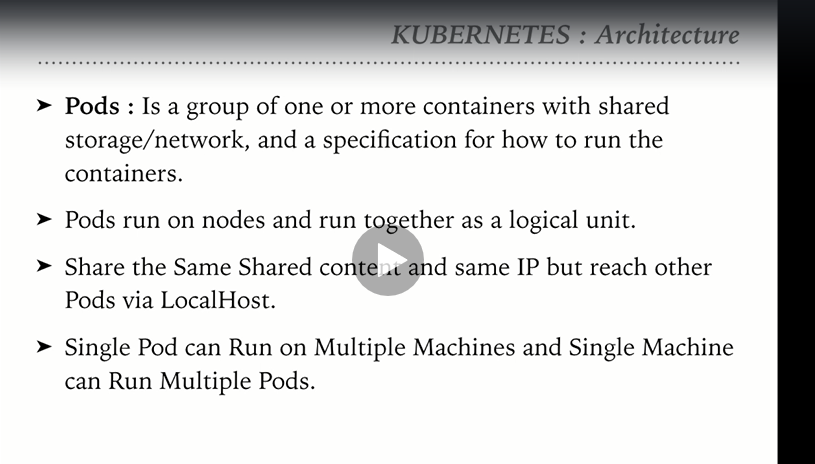 KUBERNETES : Architecture
➤ Pods : Is a group of one or more containers with shared
storage/network, and a specification for how to run the
containers.
➤ Pods run on nodes and run together as a logical unit.
➤ Share the Same Shared content and same IP but reach other
Pods via LocalHost.
➤ Single Pod can Run on Multiple Machines and Single Machine
can Run Multiple Pods.